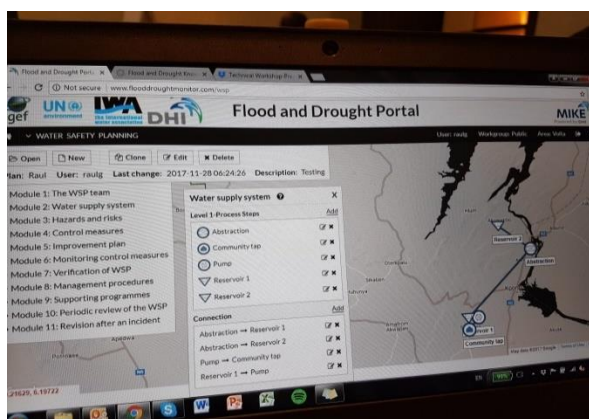 Flood and Drought Port
Flood and Drought Kno
Technical Workshop Pro
Not secure www.flooddroughtmonitor.com/wsp
gef
UN environment
IWA
the international water association
DHI
Flood and Drought Portal
MIKE
WATER SAFETY PLANNING
User: raulg Workgroup Public Area Volta
Open New Clone Edit Delete
Plan: Raul User: raulg Last change: 2017-11-28 06:24:26 Description: Testing
Module 1: The WSP team
Module 2: Water supply system
Module 3: Hazards and risks
Module 4: Control measures
Module 5: Improvement plan
Module 6: Monitoring control measures
Module 7: Verification of WSP
Module 8: Management procedures
Module 9: Supporting programmes
Module 10: Periodic review of the WSP
Module 11: Revision after an incident
Water supply system
Level 1-Process Steps Add
Abstraction
Community tap
Pump
Reservoir 1
Reservoir 2
Connection Add
Abstraction → Reservoir 1
Abstraction → Reservoir 2
Pump → Community tap
Reservoir 1 → Pump
Reservoir 2
Abstraction
Community tap
EN